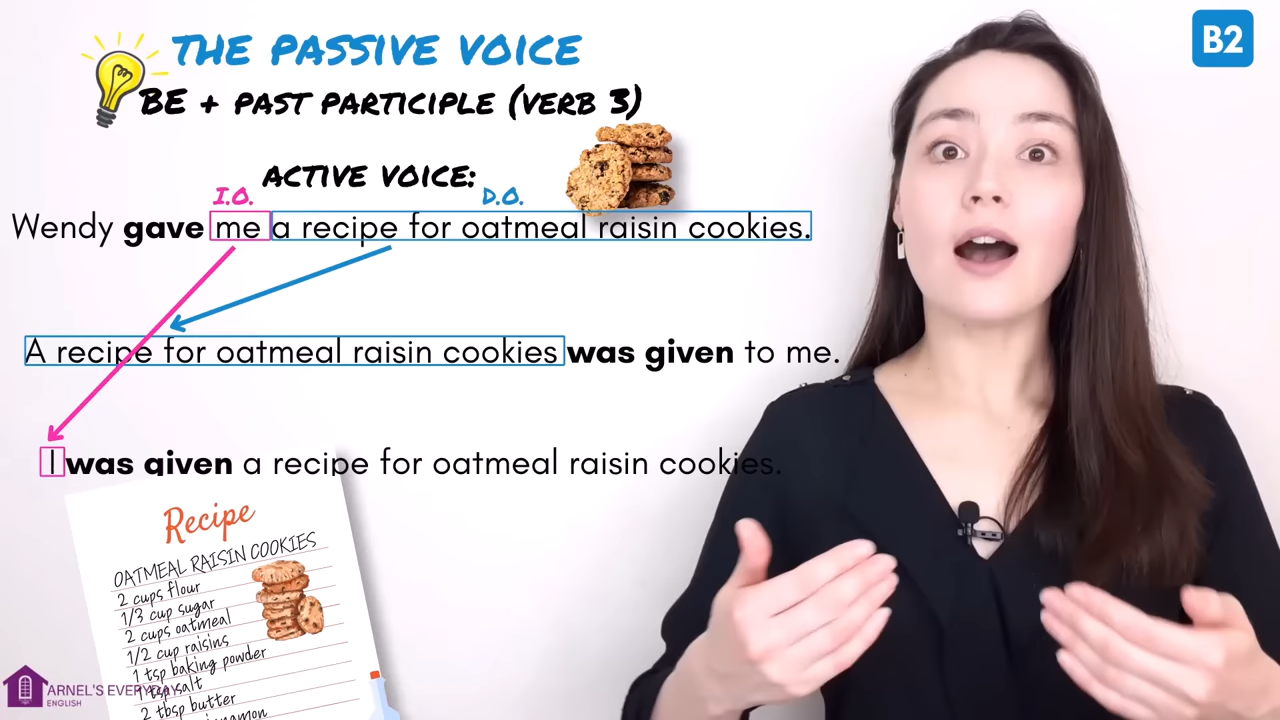 THE PASSIVE VOICE
B2
BE + PAST PARTICIPLE (VERB 3)
ACTIVE VOICE:
I.O.
D.O.
Wendy gave me a recipe for oatmeal raisin cookies.
A recipe for oatmeal raisin cookies was given to me.
I was given a recipe for oatmeal raisin cookies.
Recipe
OATMEAL RAISIN COOKIES
2 cups flour
1/3 cup sugar
2 cups oatmeal
1/2 cup raisins
1 tsp baking powder
1 tsp salt
2 tbsp butter
ARNEL'S EVERYDAY
ENGLISH